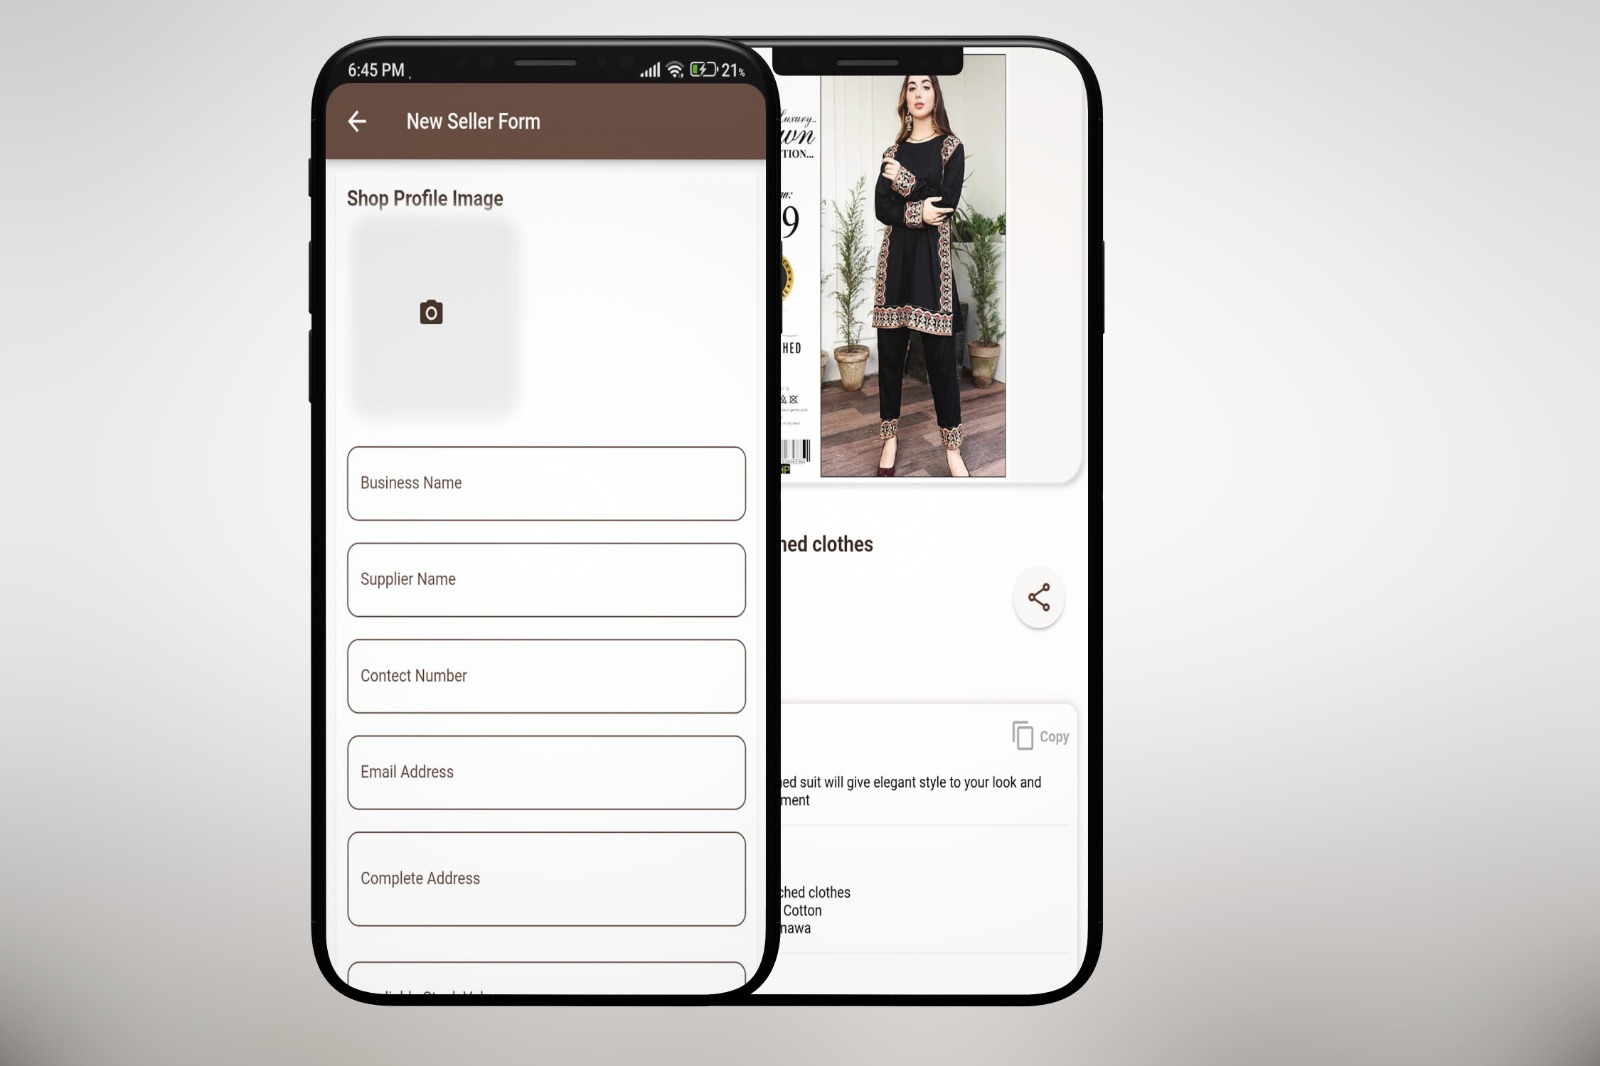 6:45 PM
21%
New Seller Form
Shop Profile Image
Business Name
Supplier Name
Contect Number
Email Address
Complete Address
Luxury..
wn
TION...
9
HED
HP
hed clothes
Copy
ed suit will give elegant style to your look and
ment
ched clothes
Cotton
nawa